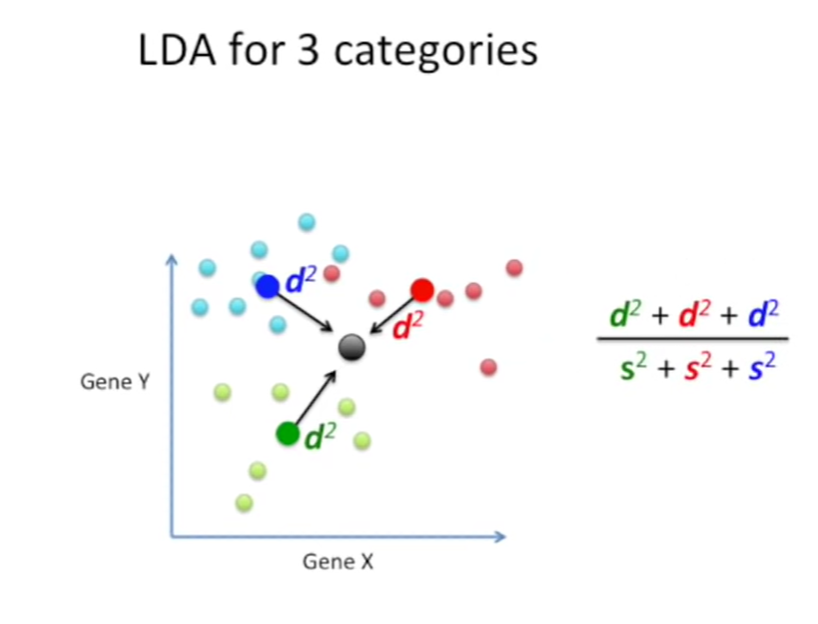 LDA for 3 categories
d²
d²
d²
Gene Y
Gene X
d² + d² + d²
s² + s² + s²